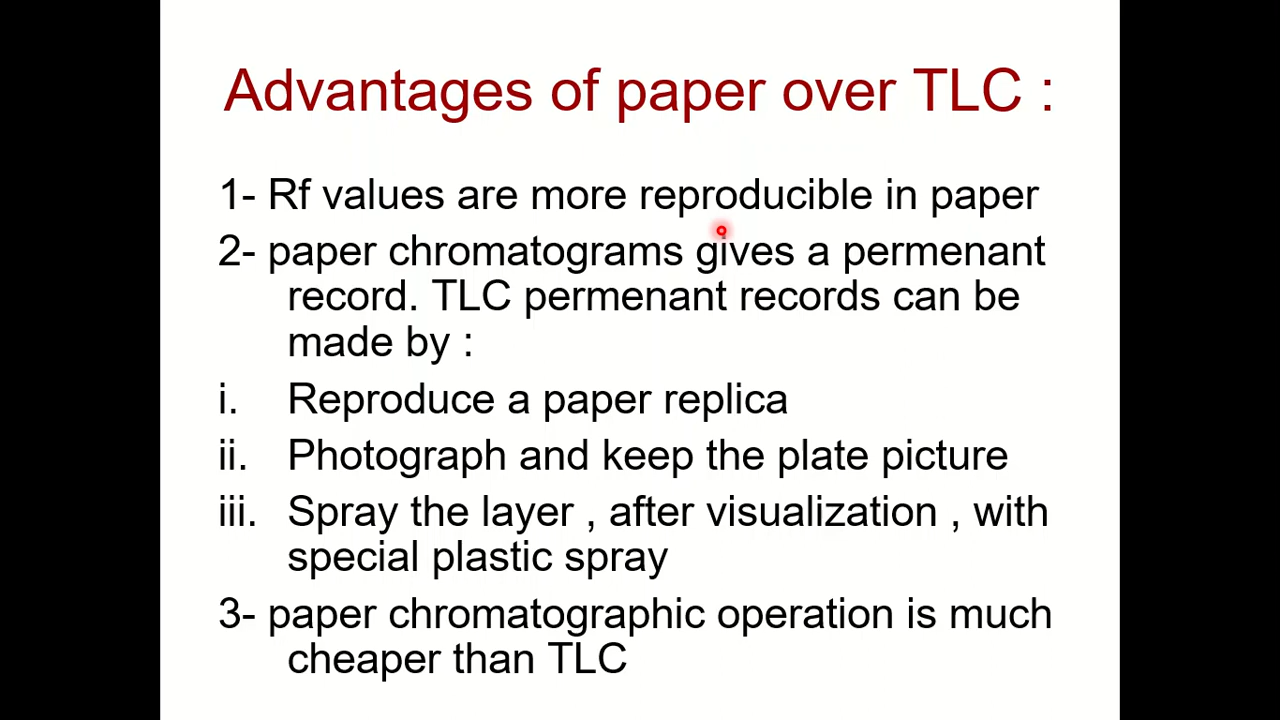 Advantages of paper over TLC :
1- Rf values are more reproducible in paper
2- paper chromatograms gives a permenant
record. TLC permenant records can be
made by :
i. Reproduce a paper replica
ii. Photograph and keep the plate picture
iii. Spray the layer , after visualization , with
special plastic spray
3- paper chromatographic operation is much
cheaper than TLC